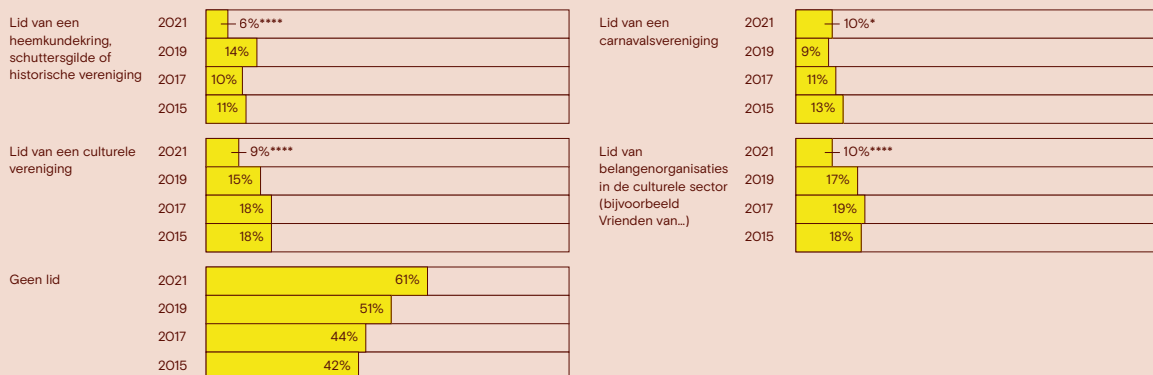 Lid van een
heemkundekring,
schuttersgilde of
historische vereniging
2021 6%****
2019 14%
2017 10%
2015 11%
Lid van een
carnavalsvereniging
2021 10%*
2019 9%
2017 11%
2015 13%
Lid van een culturele
vereniging
2021 9%****
2019 15%
2017 18%
2015 18%
Lid van
belangenorganisaties
in de culturele sector
(bijvoorbeeld
Vrienden van…)
2021 10%****
2019 17%
2017 19%
2015 18%
Geen lid
2021 61%
2019 51%
2017 44%
2015 42%